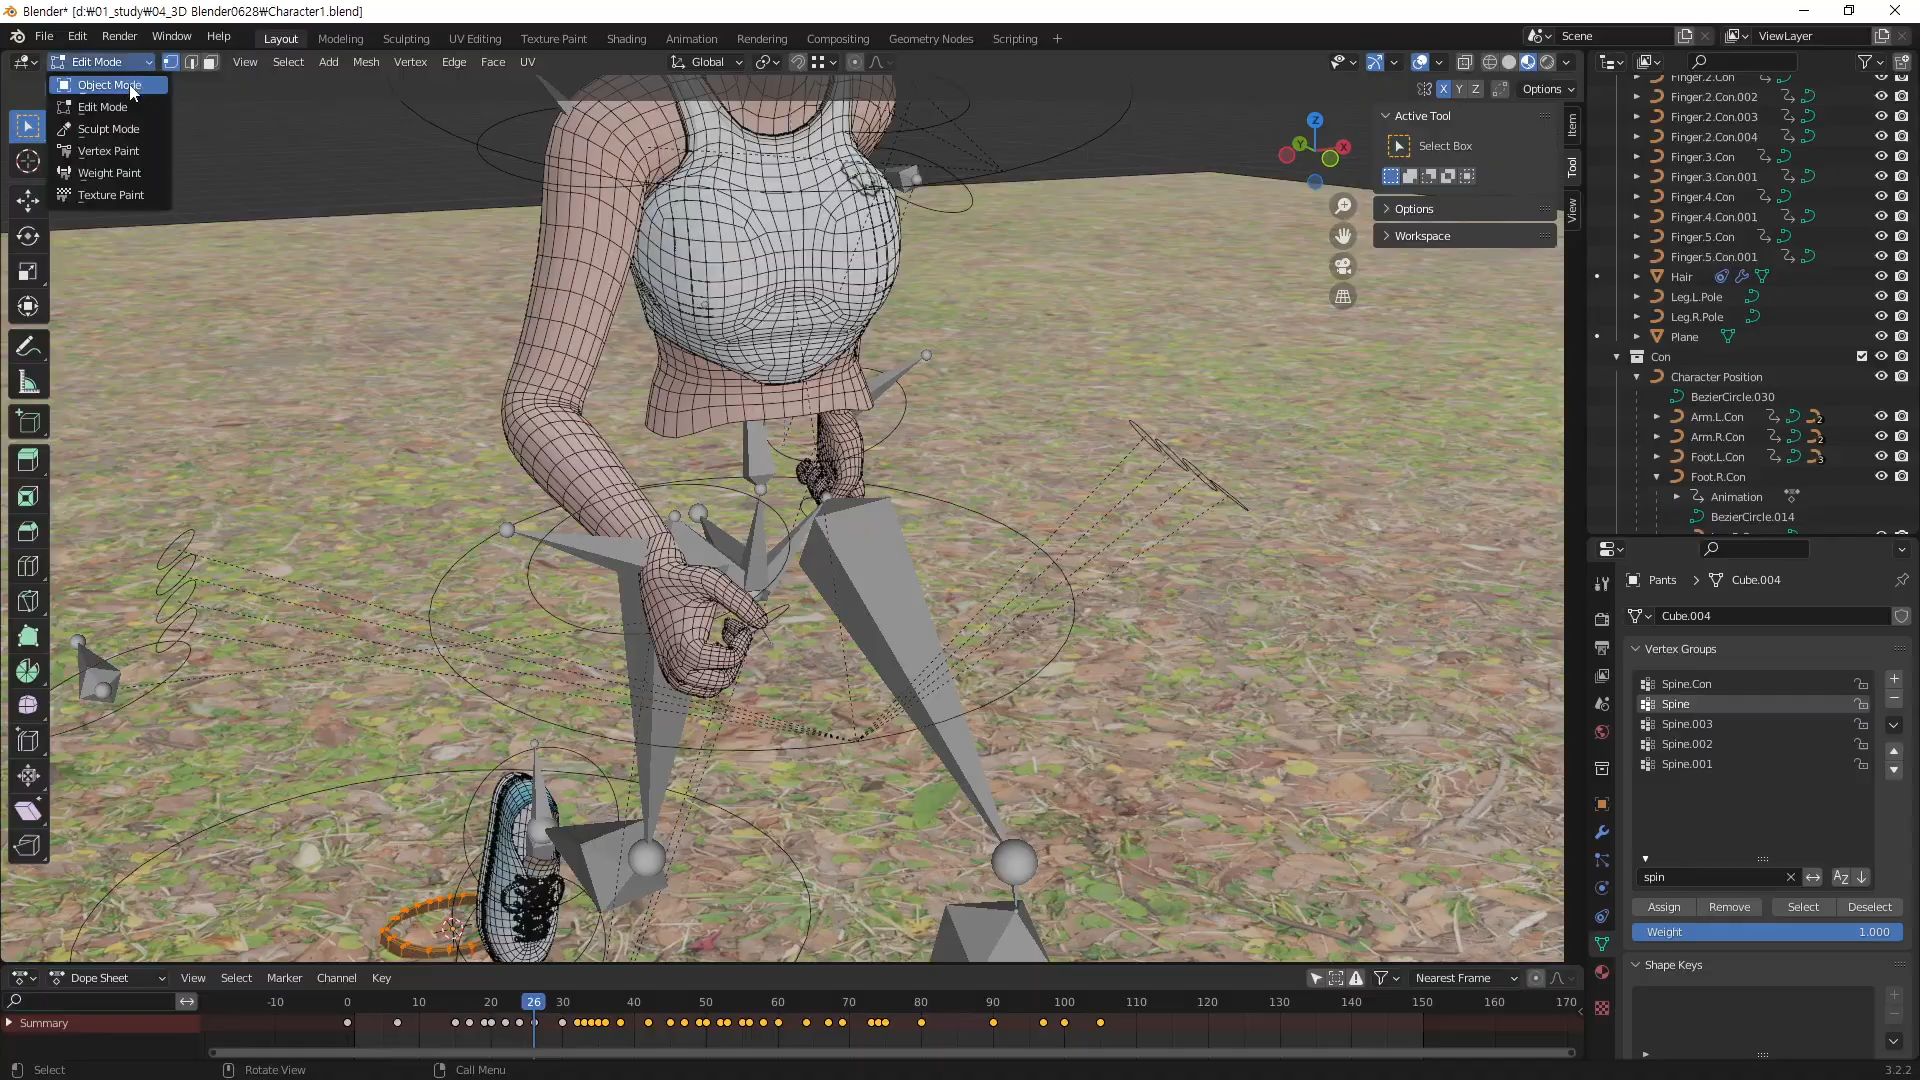 Blender* [d:₩01_study₩04_3D Blender0628₩Character1.blend]
File Edit Render Window Help
Layout Modeling Sculpting UV Editing Texture Paint Shading Animation Rendering Compositing Geometry Nodes Scripting +
Scene
ViewLayer
Edit Mode
View Select Add Mesh Vertex Edge Face UV
Global
X Y Z
Options
Object Mode
Edit Mode
Sculpt Mode
Vertex Paint
Weight Paint
Texture Paint
Active Tool
Select Box
Options
Workspace
Item
Tool
View
Z
Y
X
Finger.2.Con
Finger.2.Con.002
Finger.2.Con.003
Finger.2.Con.004
Finger.3.Con
Finger.3.Con.001
Finger.4.Con
Finger.4.Con.001
Finger.5.Con
Finger.5.Con.001
Hair
Leg.L.Pole
Leg.R.Pole
Plane
Con
Character Position
BezierCircle.030
Arm.L.Con 2
Arm.R.Con 2
Foot.L.Con 3
Foot.R.Con
Animation
BezierCircle.014
Pants > Cube.004
Cube.004
Vertex Groups
Spine.Con
Spine
Spine.003
Spine.002
Spine.001
spin
AZ
Assign Remove Select Deselect
Weight 1.000
Shape Keys
Dope Sheet View Select Marker Channel Key
Nearest Frame
-10 0 10 20 26 30 40 50 60 70 80 90 100 110 120 130 140 150 160 170
Summary
Select Rotate View Call Menu
3.2.2